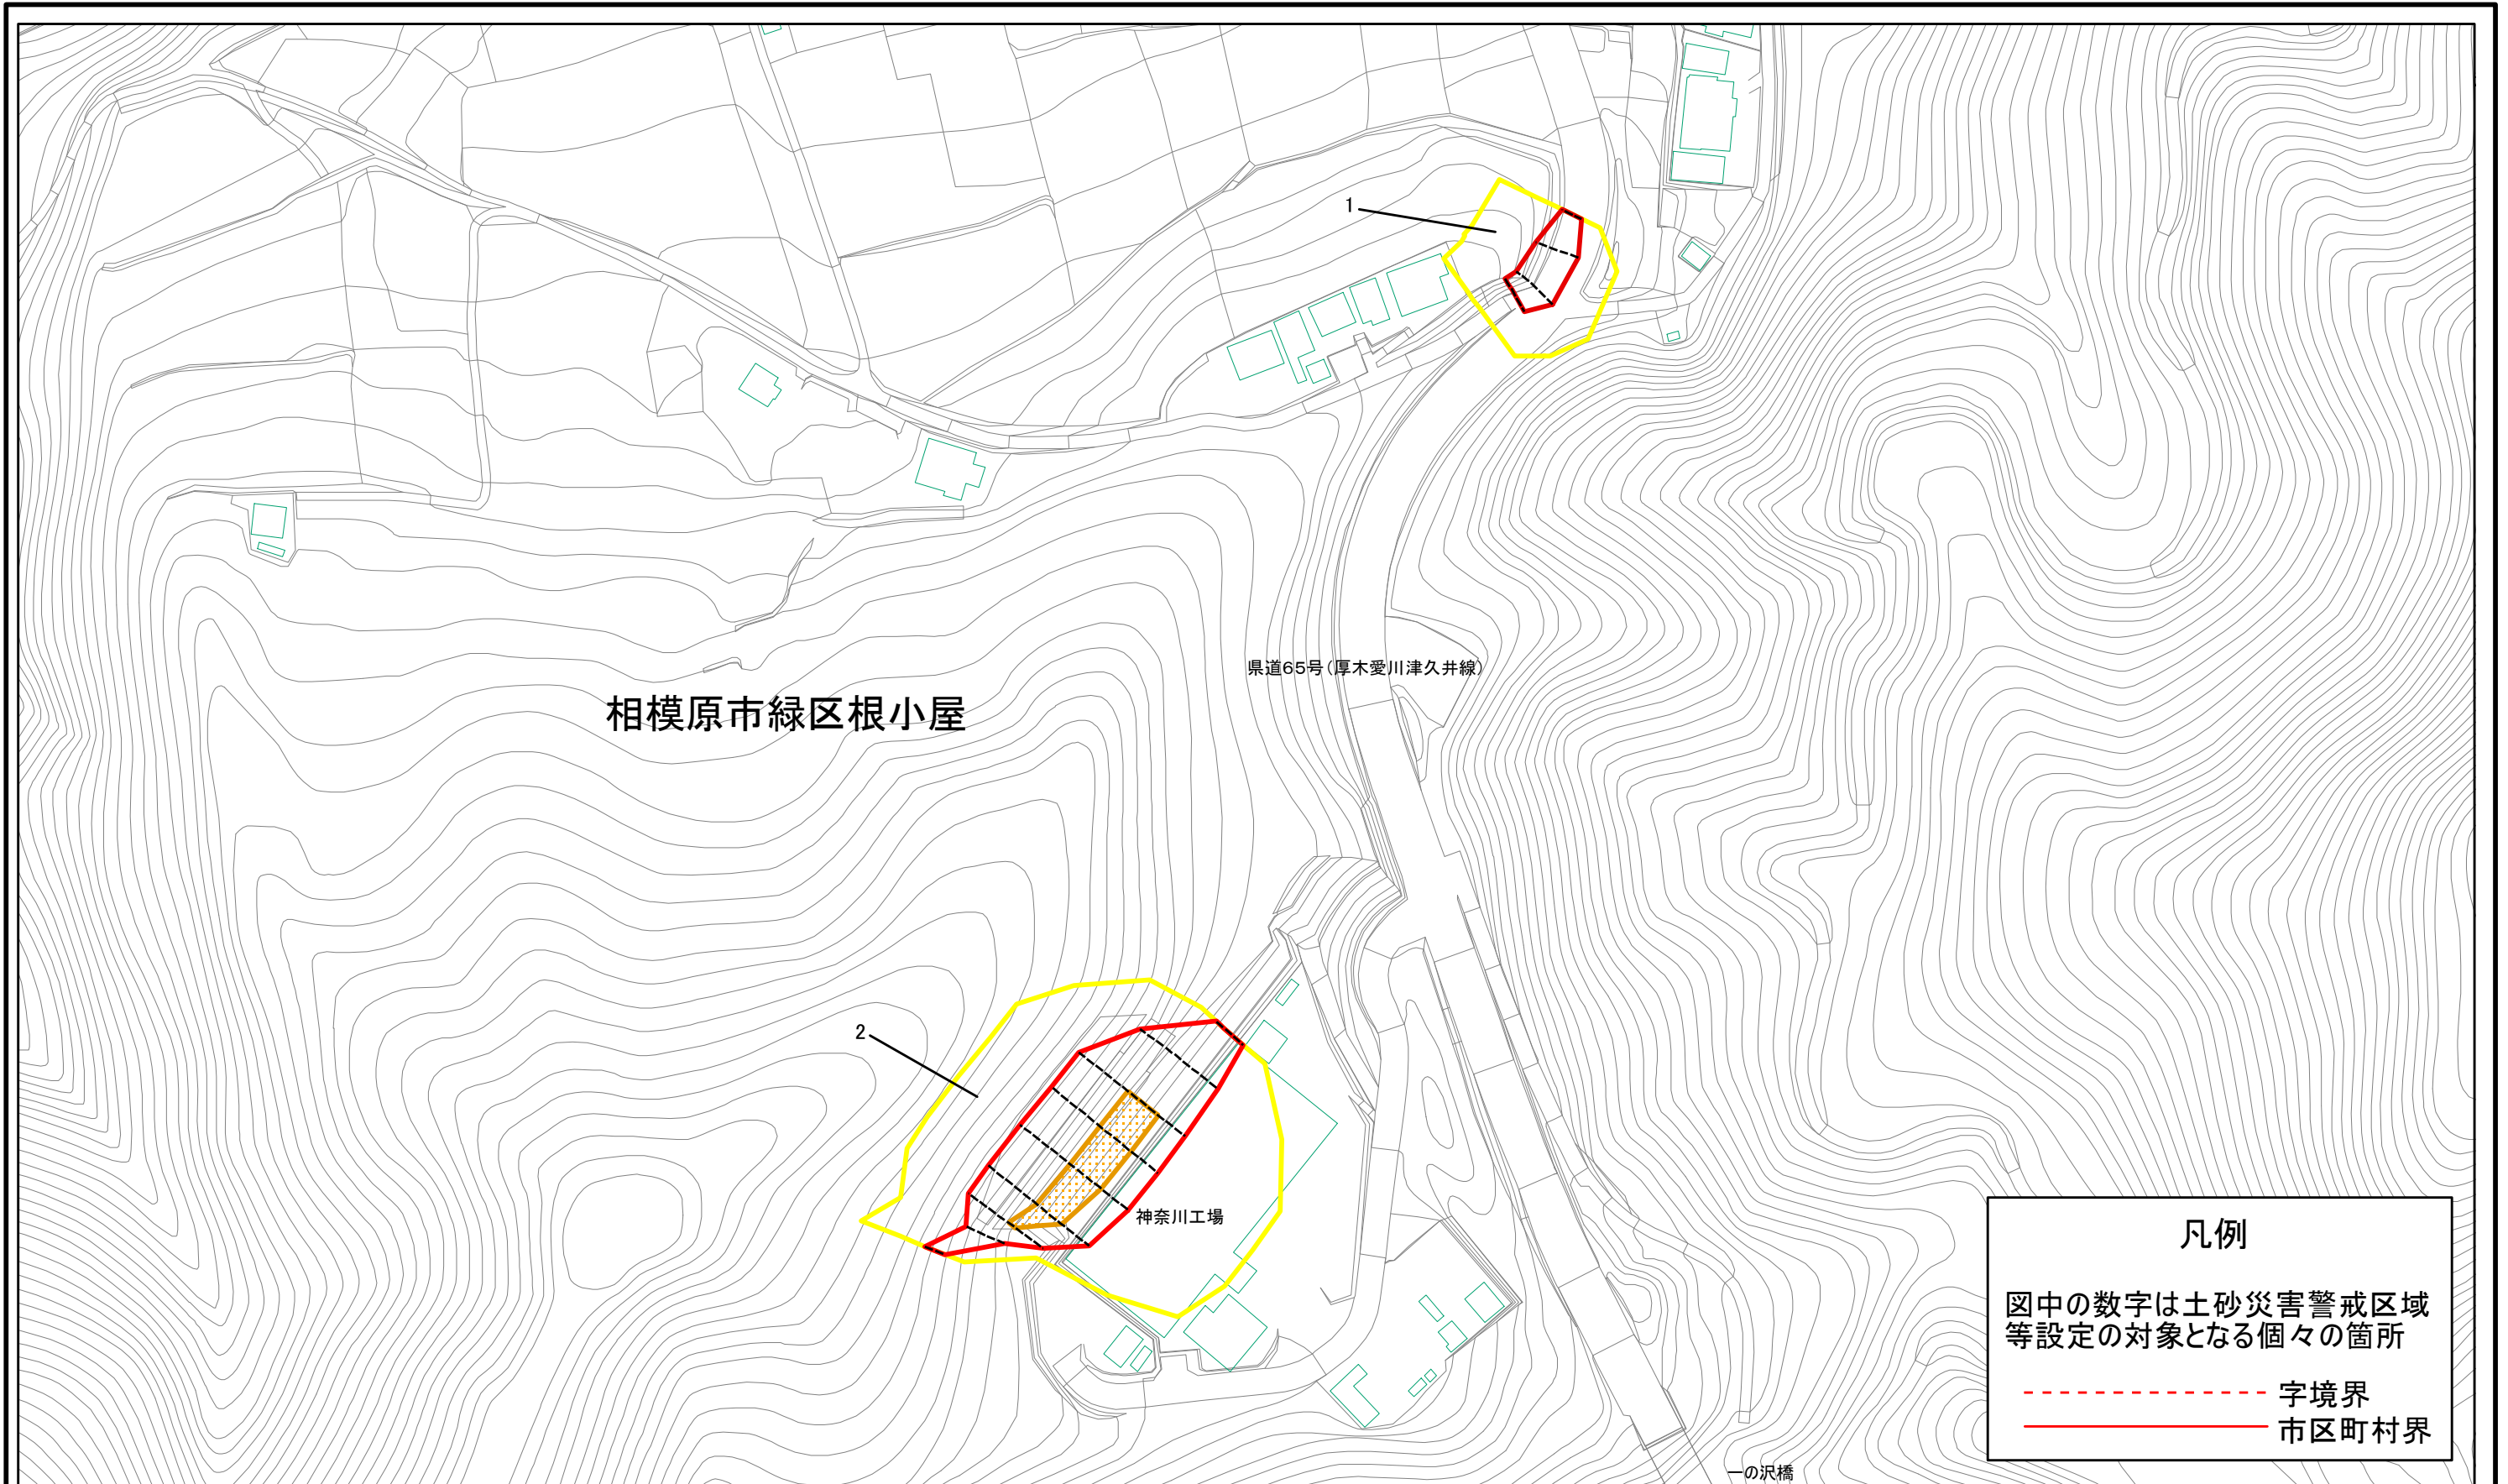 1
県道65号(厚木愛川津久井線)
相模原市緑区根小屋
2
神奈川工場
凡例
図中の数字は土砂災害警戒区域
等設定の対象となる個々の箇所
字境界
市区町村界
一の沢橋